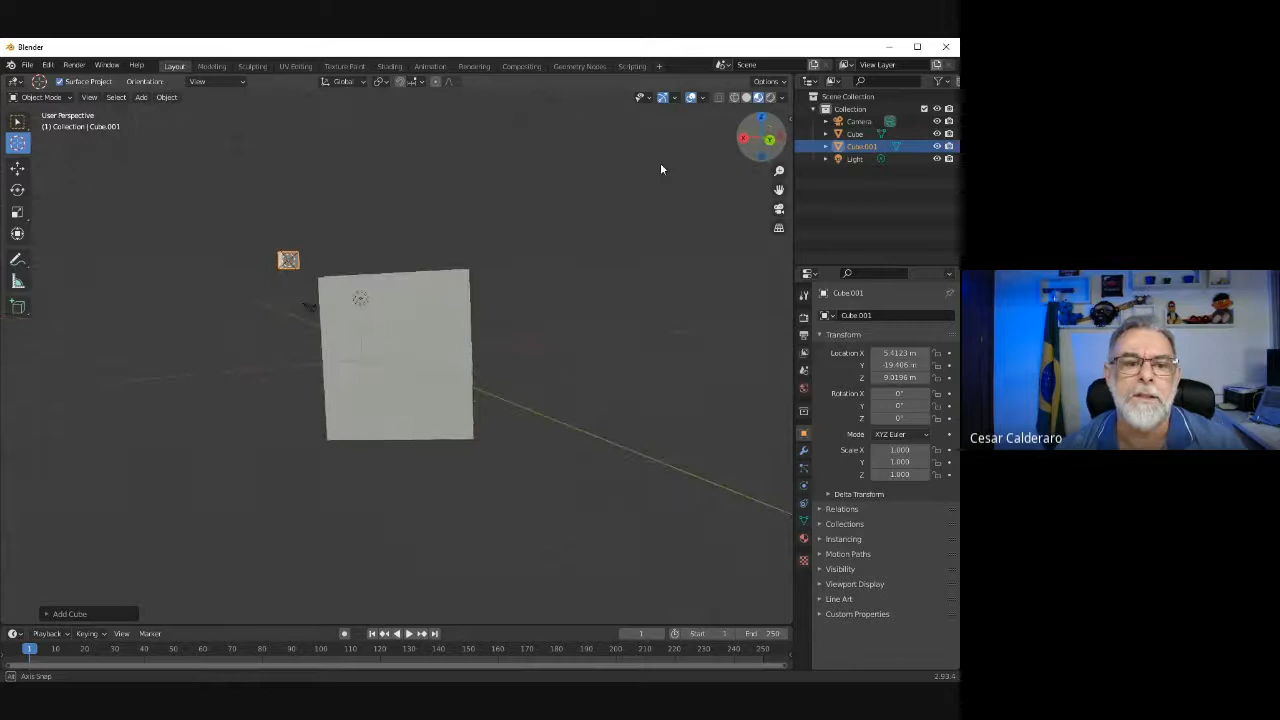 Blender
File Edit Render Window Help Layout Modeling Sculpting UV Editing Texture Paint Shading Animation Rendering Compositing Geometry Nodes Scripting + Scene View Layer
Surface Project Orientation: View Global Options
Object Mode View Select Add Object
User Perspective
(1) Collection | Cube.001
X
Y
Z
Scene Collection
Collection
Camera
Cube
Cube.001
Light
Cube.001
Cube.001
Transform
Location X 5.4123 m
Y -19.406 m
Z 9.0196 m
Rotation X 0°
Y 0°
Z 0°
Mode XYZ Euler
Scale X 1.000
Y 1.000
Z 1.000
Delta Transform
Relations
Collections
Instancing
Motion Paths
Visibility
Viewport Display
Line Art
Custom Properties
Add Cube
Playback Keying View Marker 1 Start 1 End 250
1 10 20 30 40 50 60 70 80 90 100 110 120 130 140 150 160 170 180 190 200 210 220 230 240 250
Alt Axis Snap 2.93.4
Cesar Calderaro